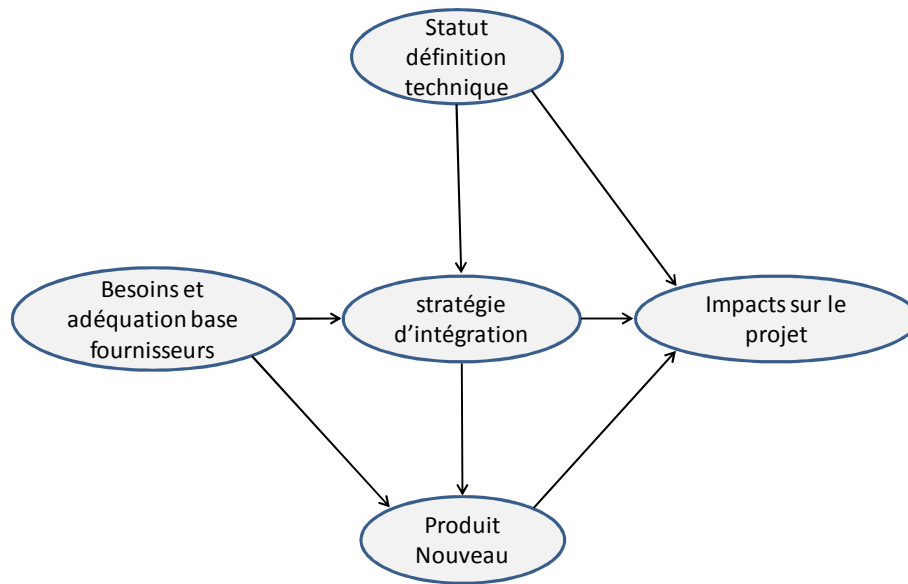 Statut
définition
technique
Besoins et
adéquation base
fournisseurs
stratégie
d’intégration
Impacts sur le
projet
Produit
Nouveau